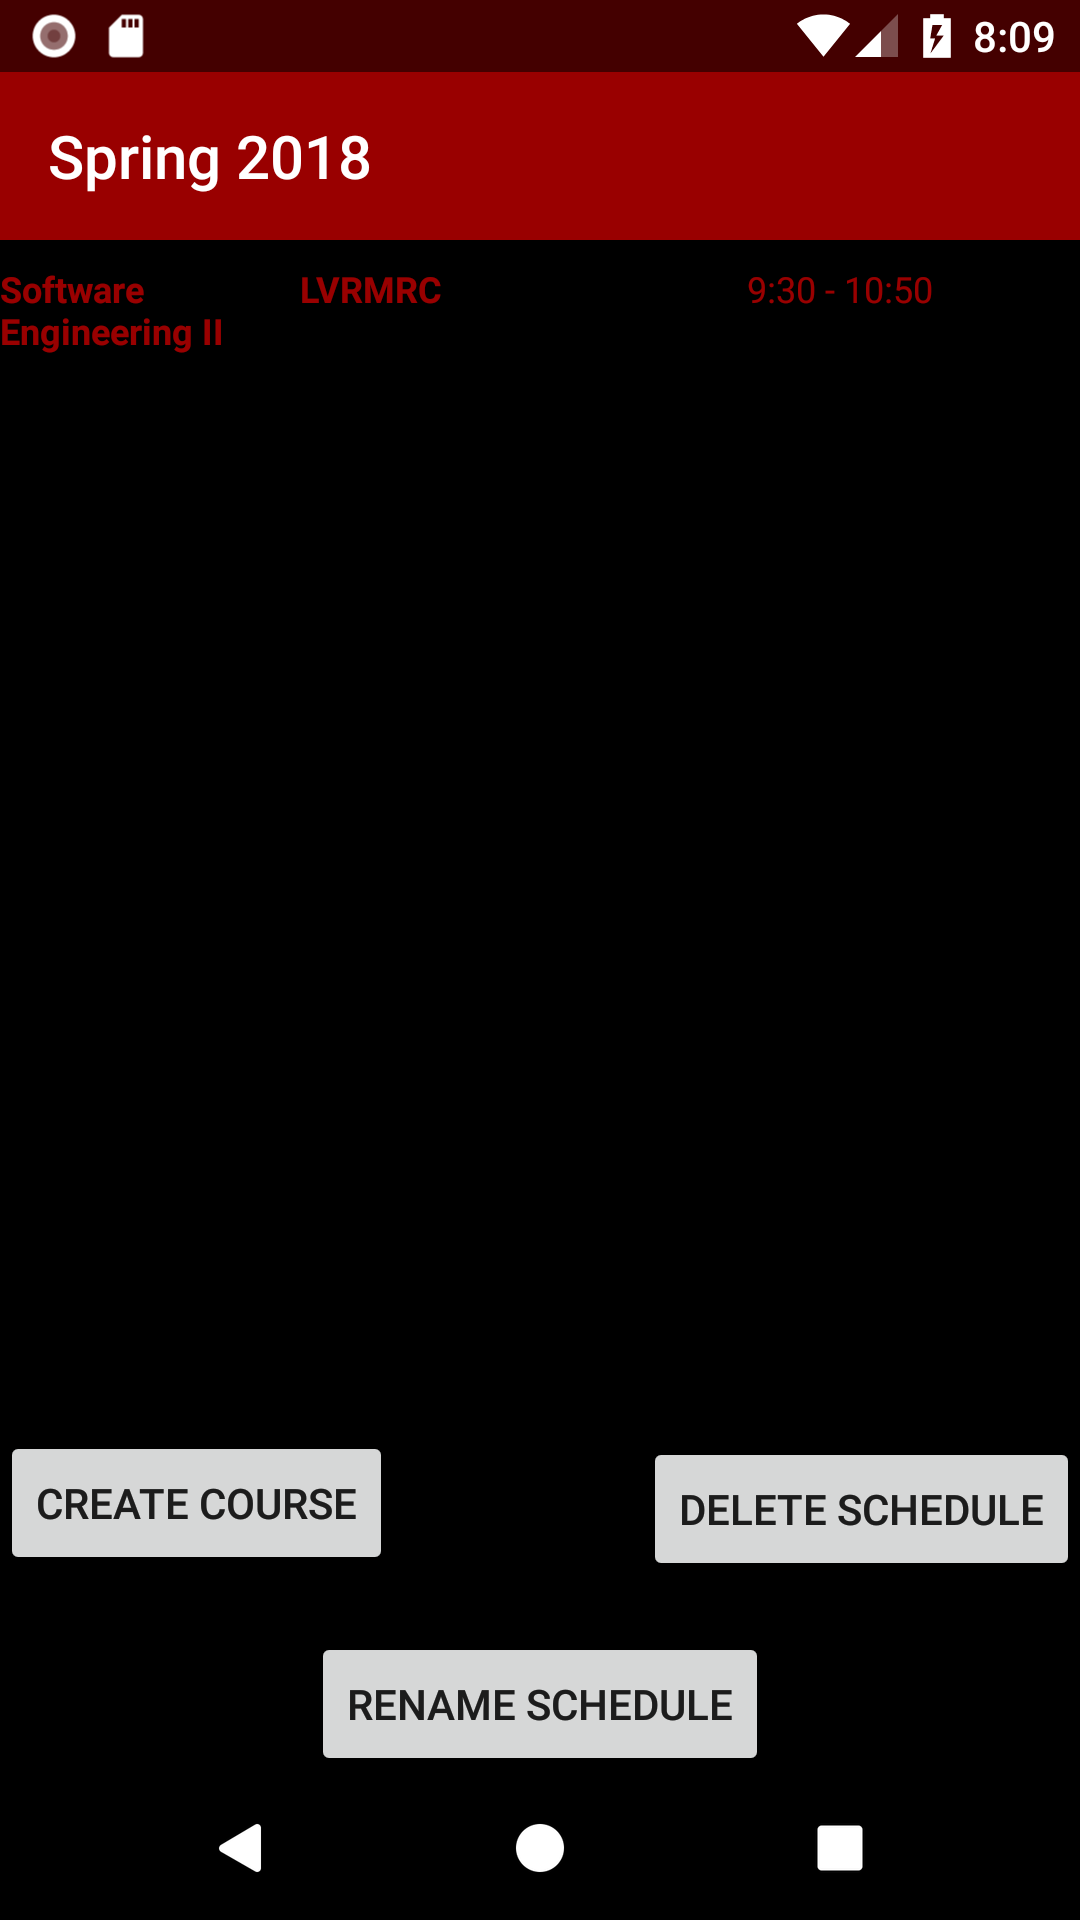 8:09
Spring 2018
Software LVRMRC 9:30 - 10:50
Engineering II
CREATE COURSE
DELETE SCHEDULE
RENAME SCHEDULE